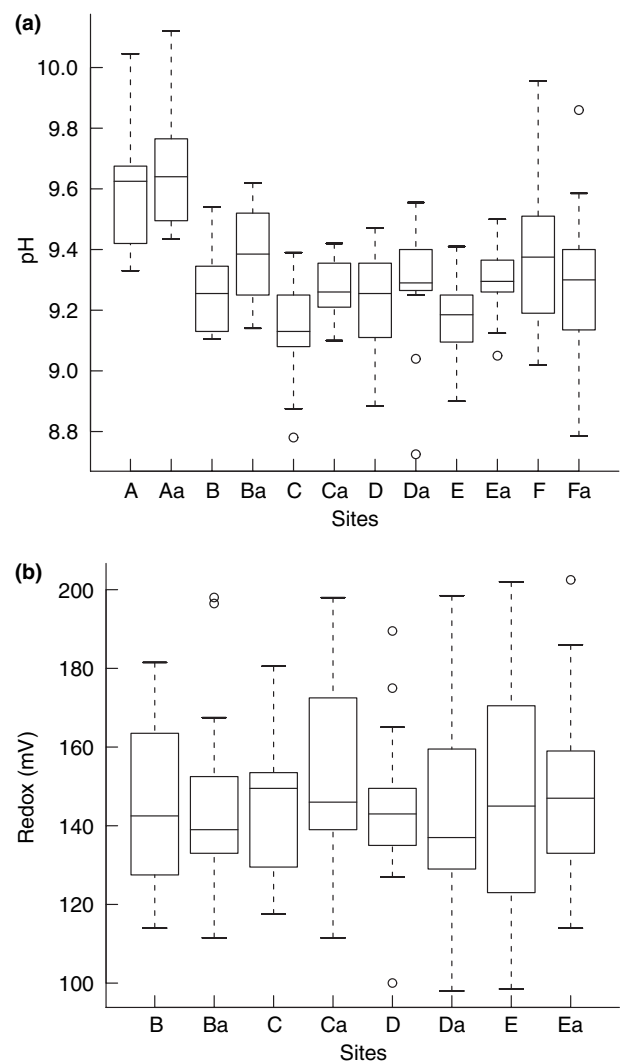 (a)
10.0
9.8
9.6
9.4
9.2
9.0
8.8
pH
A Aa B Ba C Ca D Da E Ea F Fa
Sites
(b)
200
180
160
140
120
100
Redox (mV)
B Ba C Ca D Da E Ea
Sites